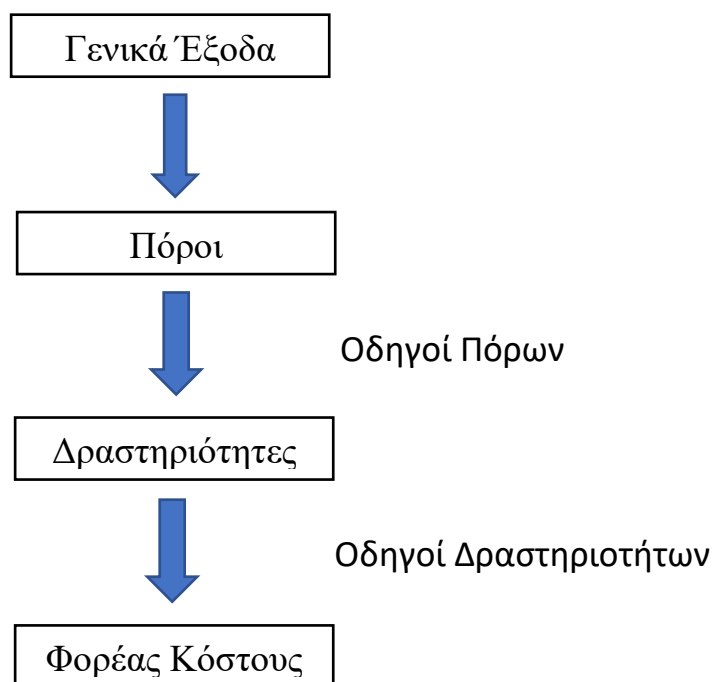 Γενικά Έξοδα
Πόροι
Οδηγοί Πόρων
Δραστηριότητες
Οδηγοί Δραστηριοτήτων
Φορέας Κόστους